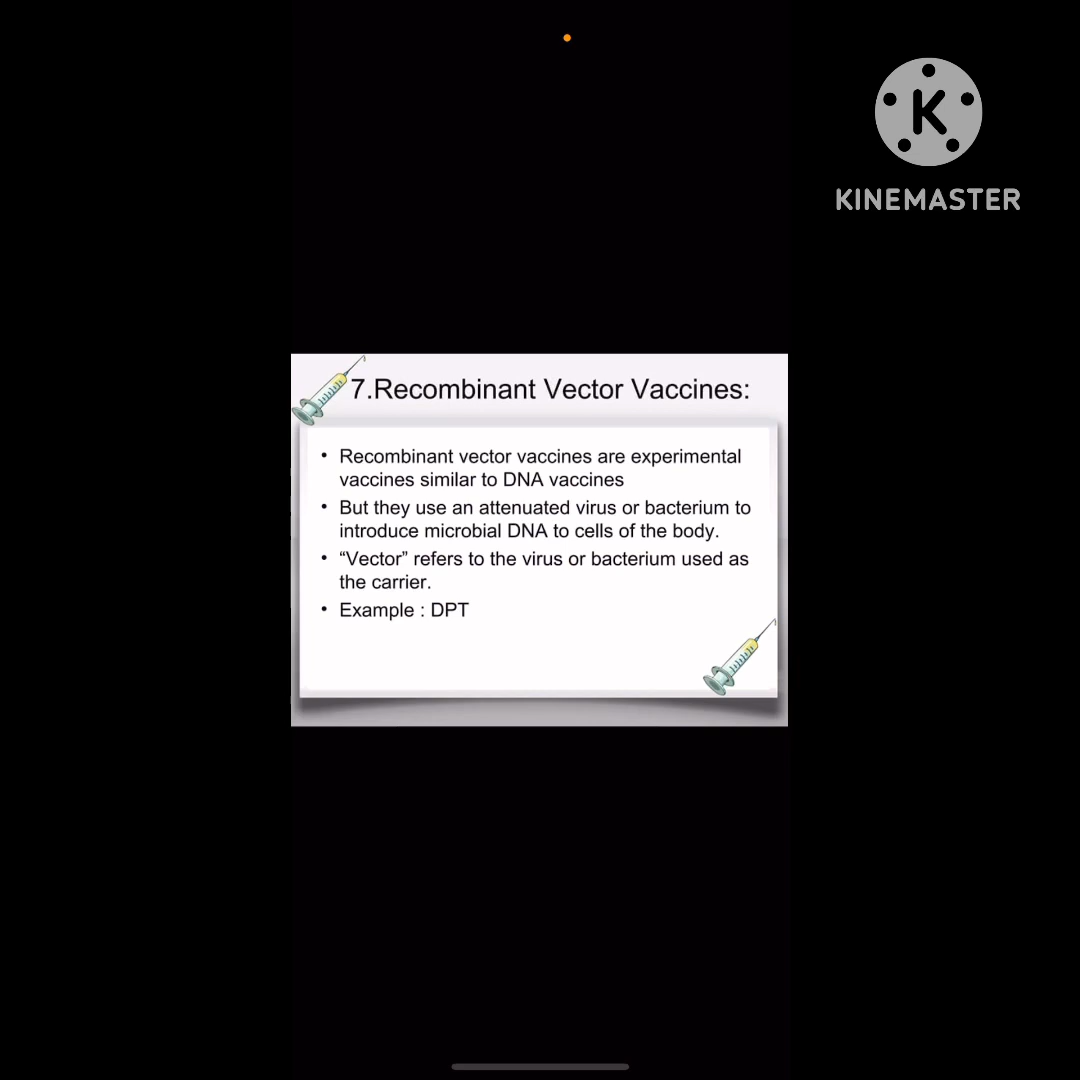 K
KINEMASTER
7.Recombinant Vector Vaccines:
• Recombinant vector vaccines are experimental
vaccines similar to DNA vaccines
• But they use an attenuated virus or bacterium to
introduce microbial DNA to cells of the body.
• “Vector” refers to the virus or bacterium used as
the carrier.
• Example : DPT